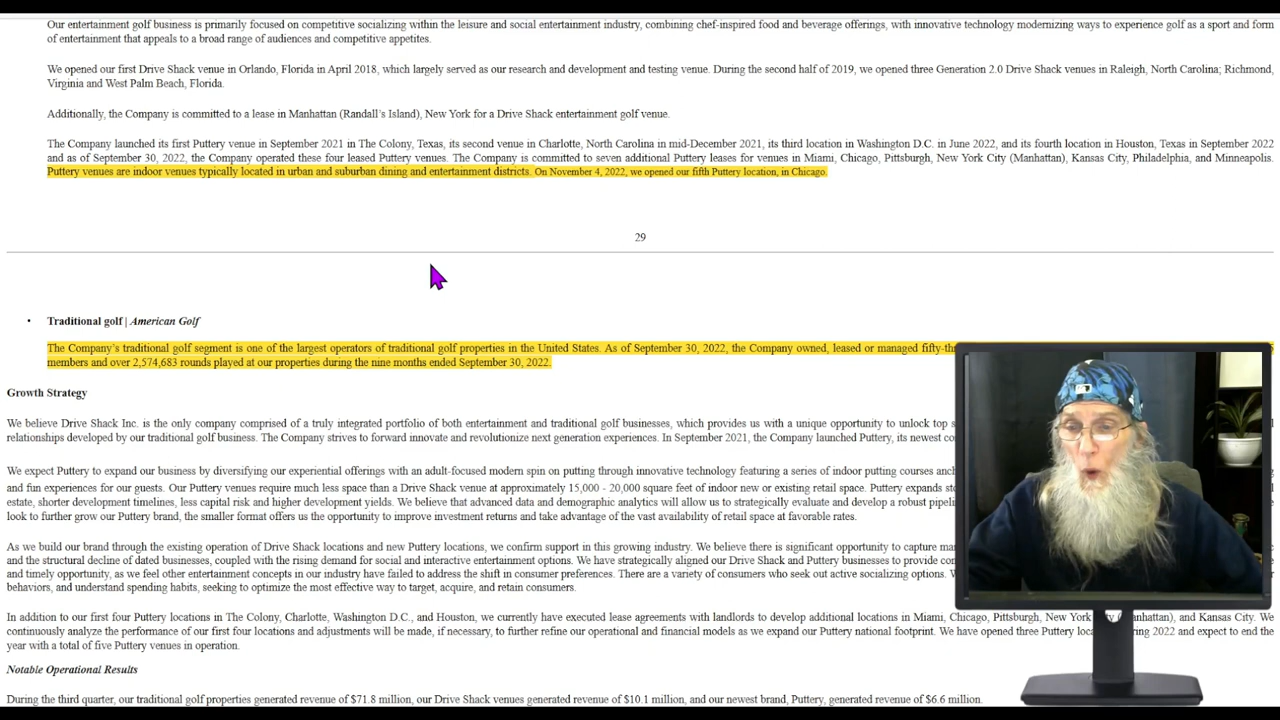 Our entertainment golf business is primarily focused on competitive socializing within the leisure and social entertainment industry, combining chef-inspired food and beverage offerings, with innovative technology modernizing ways to experience golf as a sport and form
of entertainment that appeals to a broad range of audiences and competitive appetites.
We opened our first Drive Shack venue in Orlando, Florida in April 2018, which largely served as our research and development and testing venue. During the second half of 2019, we opened three Generation 2.0 Drive Shack venues in Raleigh, North Carolina; Richmond,
Virginia and West Palm Beach, Florida.
Additionally, the Company is committed to a lease in Manhattan (Randall's Island), New York for a Drive Shack entertainment golf venue.
The Company launched its first Puttery venue in September 2021 in The Colony, Texas, its second venue in Charlotte, North Carolina in mid-December 2021, its third location in Washington D.C. in June 2022, and its fourth location in Houston, Texas in September 2022
and as of September 30, 2022, the Company operated these four leased Puttery venues. The Company is committed to seven additional Puttery leases for venues in Miami, Chicago, Pittsburgh, New York City (Manhattan), Kansas City, Philadelphia, and Minneapolis.
Puttery venues are indoor venues typically located in urban and suburban dining and entertainment districts. On November 4, 2022, we opened our fifth Puttery location, in Chicago.
29
• Traditional golf | American Golf
The Company's traditional golf segment is one of the largest operators of traditional golf properties in the United States. As of September 30, 2022, the Company owned, leased or managed
members and over 2,574,683 rounds played at our properties during the nine months ended September 30, 2022.
Growth Strategy
We believe Drive Shack Inc. is the only company comprised of a truly integrated portfolio of both entertainment and traditional golf businesses, which provides us with a unique opportunity to unlock top
relationships developed by our traditional golf business. The Company strives to forward innovate and revolutionize next generation experiences. In September 2021, the Company launched Puttery, its newest
We expect Puttery to expand our business by diversifying our experiential offerings with an adult-focused modern spin on putting through innovative technology featuring a series of indoor putting courses
and fun experiences for our guests. Our Puttery venues require much less space than a Drive Shack venue at approximately 15,000 - 20,000 square feet of indoor new or existing retail space. Puttery expands
estate, shorter development timelines, less capital risk and higher development yields. We believe that advanced data and demographic analytics will allow us to strategically evaluate and develop a robust
look to further grow our Puttery brand, the smaller format offers us the opportunity to improve investment returns and take advantage of the vast availability of retail space at favorable rates.
As we build our brand through the existing operation of Drive Shack locations and new Puttery locations, we confirm support in this growing industry. We believe there is significant opportunity to capture
and the structural decline of dated businesses, coupled with the rising demand for social and interactive entertainment options. We have strategically aligned our Drive Shack and Puttery businesses to provide
and timely opportunity, as we feel other entertainment concepts in our industry have failed to address the shift in consumer preferences. There are a variety of consumers who seek out active socializing options.
behaviors, and understand spending habits, seeking to optimize the most effective way to target, acquire, and retain consumers.
In addition to our first four Puttery locations in The Colony, Charlotte, Washington D.C., and Houston, we currently have executed lease agreements with landlords to develop additional locations in Miami, Chicago, Pittsburgh, New York and Kansas City. We
continuously analyze the performance of our first four locations and adjustments will be made, if necessary, to further refine our operational and financial models as we expand our Puttery national footprint. We have opened three Puttery 2022 and expect to end the
year with a total of five Puttery venues in operation.
Notable Operational Results
During the third quarter, our traditional golf properties generated revenue of $71.8 million, our Drive Shack venues generated revenue of $10.1 million, and our newest brand, Puttery, generated revenue of $6.6 million.